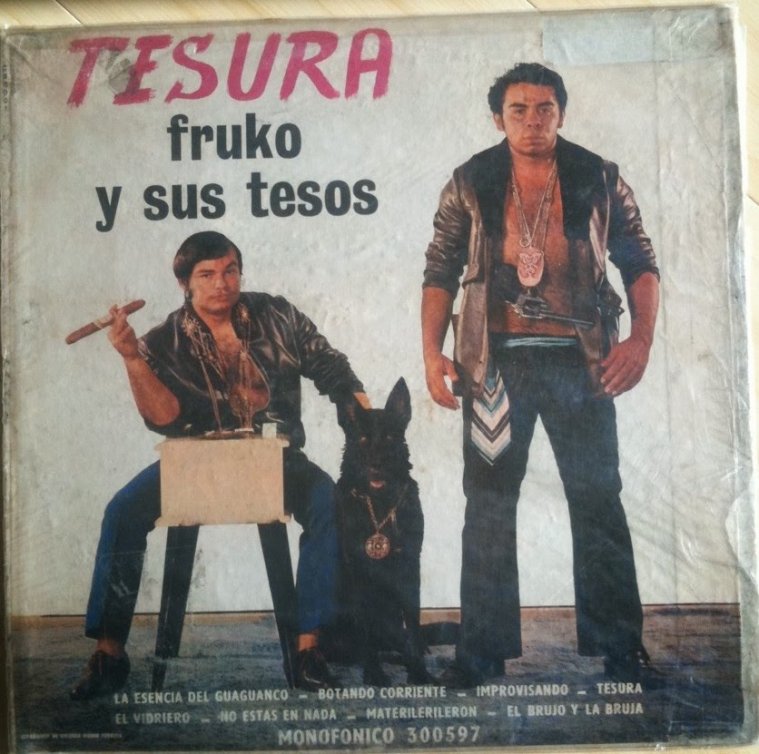 TESURA
fruko
y sus tesos
LA ESENCIA DEL GUAGUANCO - BOTANDO CORRIENTE - IMPROVISANDO - TESURA
EL VIDRIERO - NO ESTAS EN NADA - MATERILERILERON - EL BRUJO Y LA BRUJA
MONOFONICO 300597